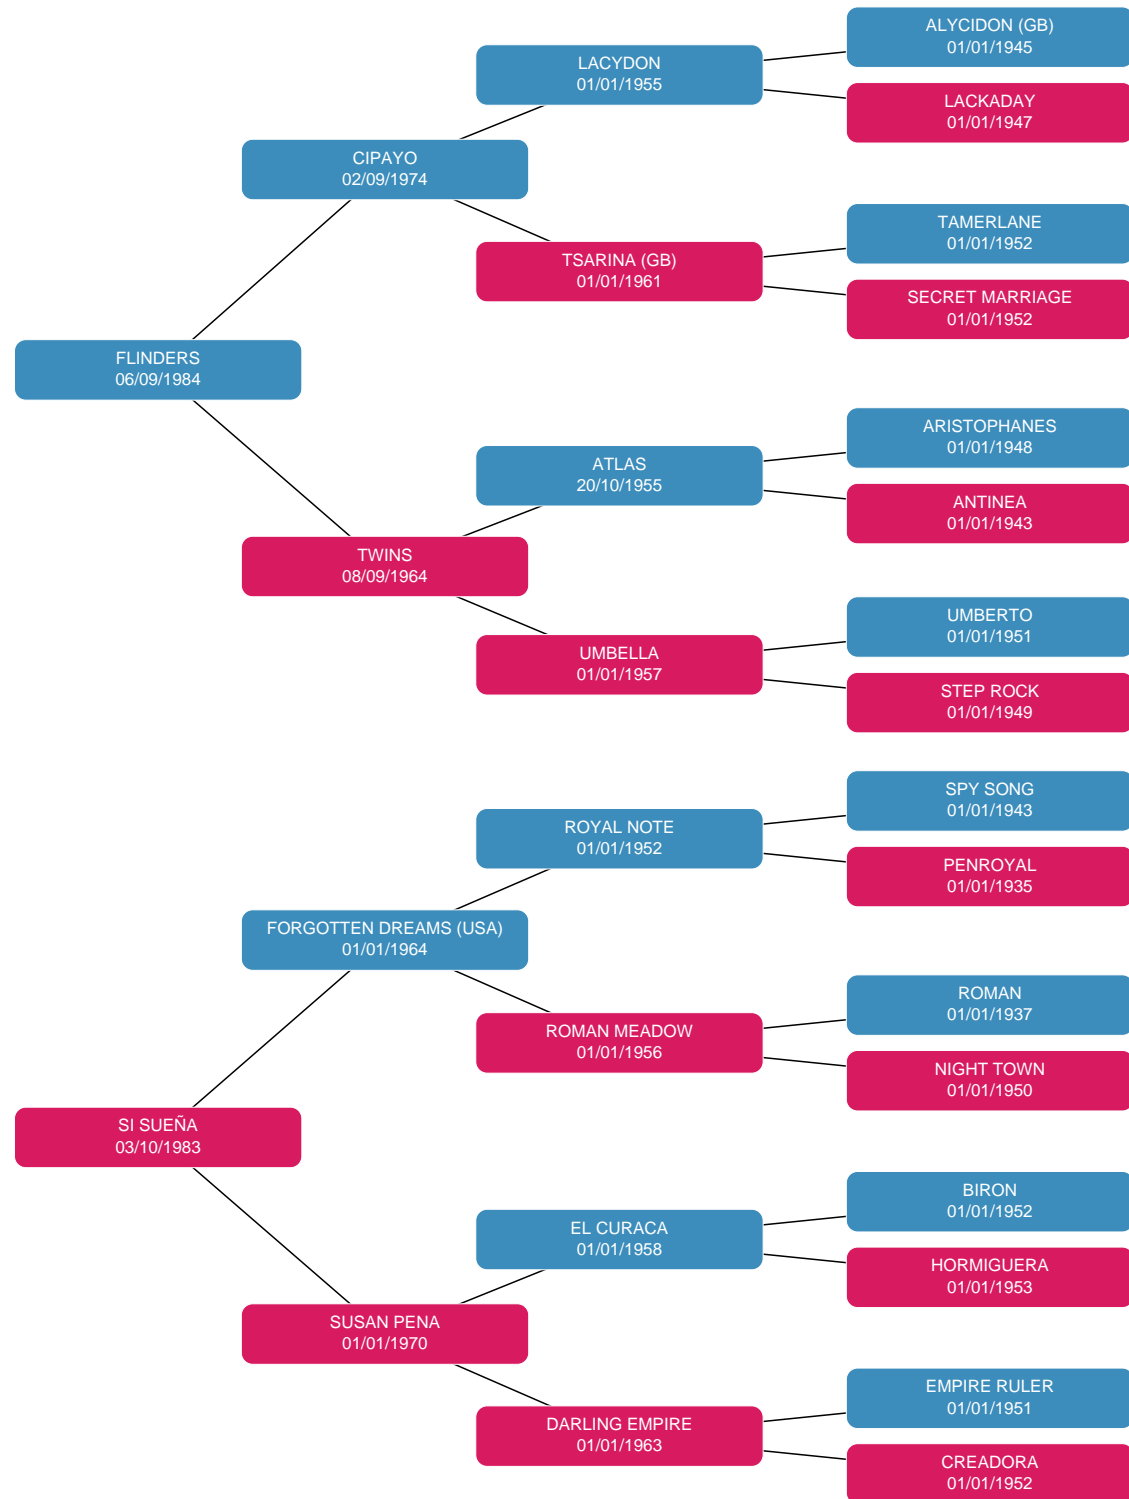 ALYCIDON (GB)
01/01/1945
LACYDON
01/01/1955
LACKADAY
01/01/1947
CIPAYO
02/09/1974
TAMERLANE
01/01/1952
TSARINA (GB)
01/01/1961
SECRET MARRIAGE
01/01/1952
FLINDERS
06/09/1984
ARISTOPHANES
01/01/1948
ATLAS
20/10/1955
ANTINEA
01/01/1943
TWINS
08/09/1964
UMBERTO
01/01/1951
UMBELLA
01/01/1957
STEP ROCK
01/01/1949
SPY SONG
01/01/1943
ROYAL NOTE
01/01/1952
PENROYAL
01/01/1935
FORGOTTEN DREAMS (USA)
01/01/1964
ROMAN
01/01/1937
ROMAN MEADOW
01/01/1956
NIGHT TOWN
01/01/1950
SI SUEÑA
03/10/1983
BIRON
01/01/1952
EL CURACA
01/01/1958
HORMIGUERA
01/01/1953
SUSAN PENA
01/01/1970
EMPIRE RULER
01/01/1951
DARLING EMPIRE
01/01/1963
CREADORA
01/01/1952